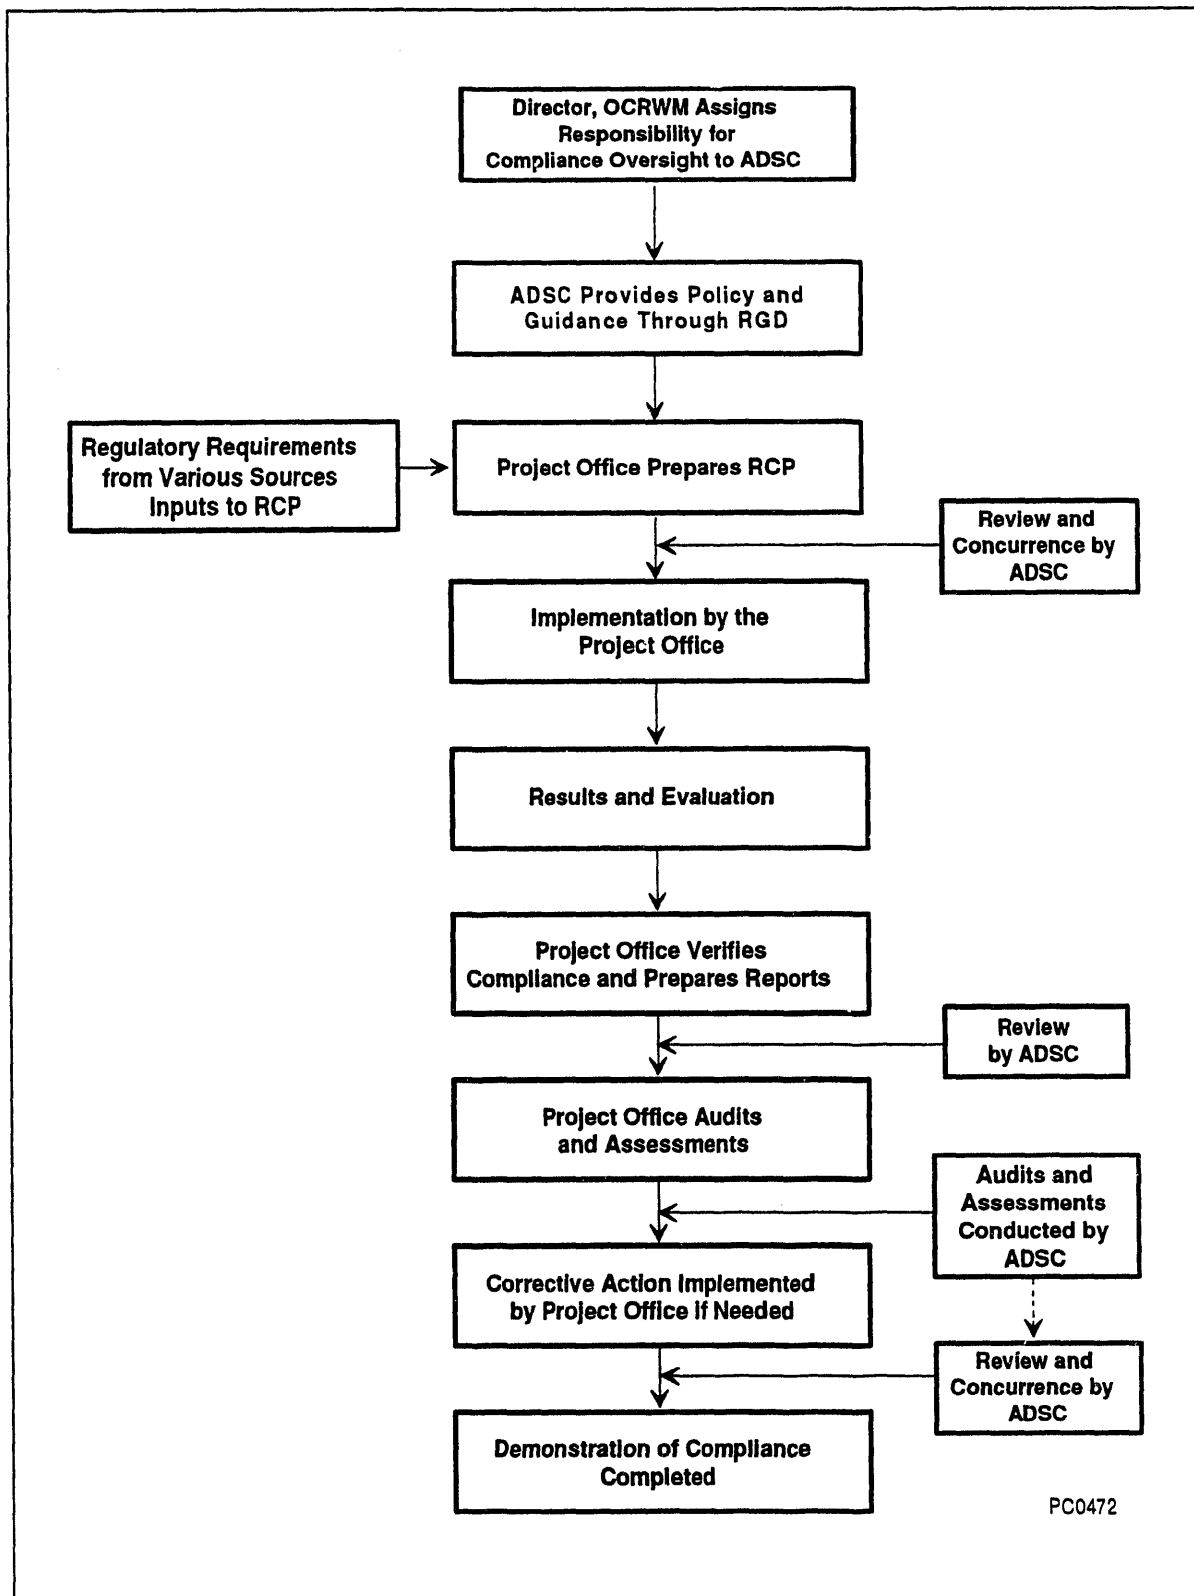 Director, OCRWM Assigns
Responsibility for
Compliance Oversight to ADSC
ADSC Provides Policy and
Guidance Through RGD
Regulatory Requirements
from Various Sources
Inputs to RCP
Project Office Prepares RCP
Review and
Concurrence by
ADSC
Implementation by the
Project Office
Results and Evaluation
Project Office Verifies
Compliance and Prepares Reports
Review
by ADSC
Project Office Audits
and Assessments
Audits and
Assessments
Conducted by
ADSC
Corrective Action Implemented
by Project Office if Needed
Review and
Concurrence by
ADSC
Demonstration of Compliance
Completed
PC0472